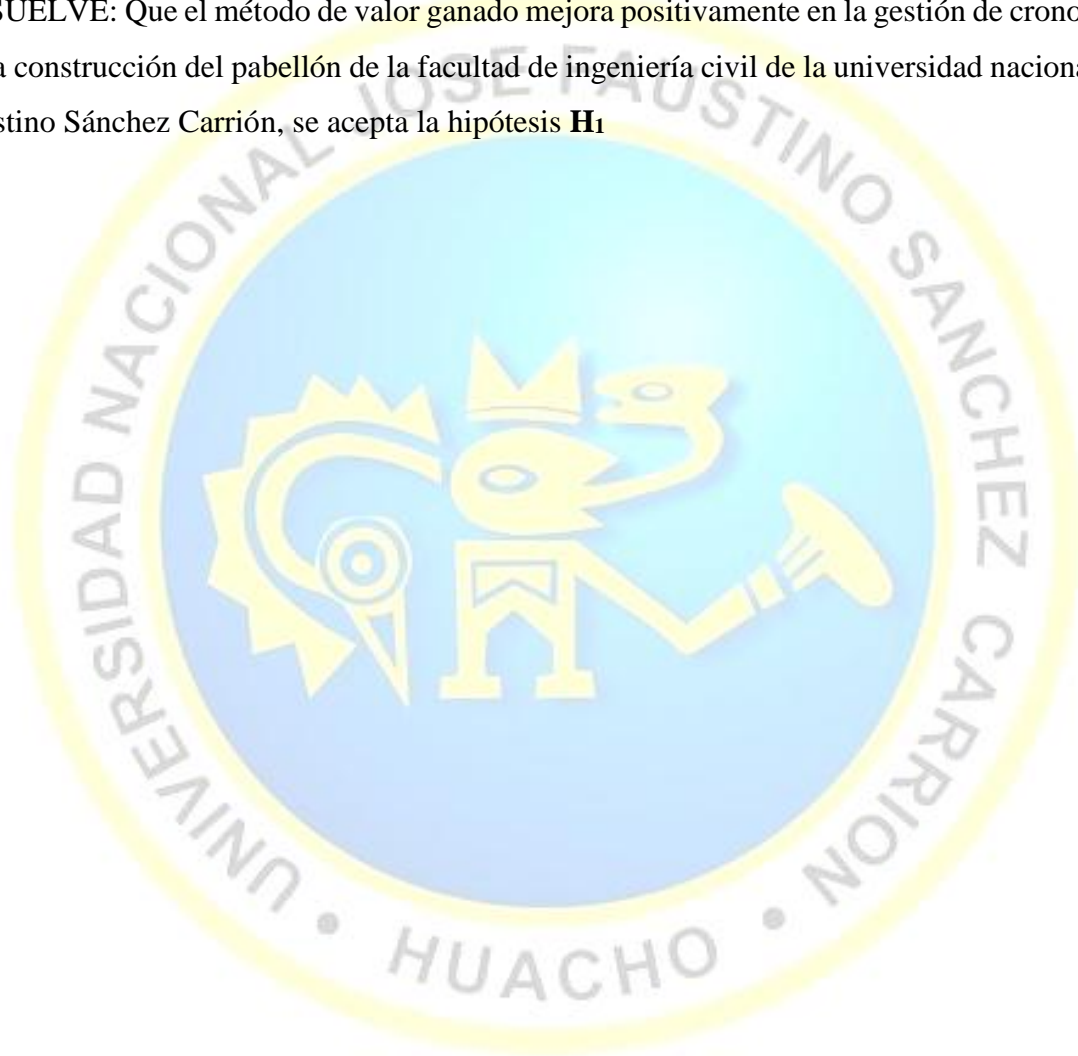 SUELVE: Que el método de valor ganado mejora positivamente en la gestión de crono
a construcción del pabellón de la facultad de ingeniería civil de la universidad naciona
stino Sánchez Carrión, se acepta la hipótesis H1
UNIVERSIDAD NACIONAL JOSE FAUSTINO SANCHEZ CARRION
• HUACHO •